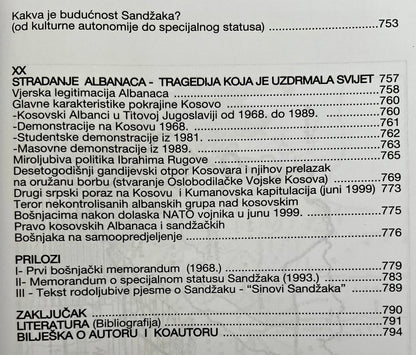 Kakva je budućnost Sandžaka?
(od kulturne autonomije do specijalnog statusa) 753
XX
STRADANJE ALBANACA - TRAGEDIJA KOJA JE UZDRMALA SVIJET 757
Vjerska legitimacija Albanaca 758
Glavne karakteristike pokrajine Kosovo 760
-Kosovski Albanci u Titovoj Jugoslaviji od 1968. do 1989. 760
-Demonstracije na Kosovu 1968. 761
-Studentske demonstracije iz 1981. 762
-Masovne demonstracije iz 1989. 763
Miroljubiva politika Ibrahima Rugove 765
Desetogodišnji gandijevski otpor Kosovara i njihov prelazak
na oružanu borbu (stvaranje Oslobodilačke Vojske Kosova) 769
Drugi srpski poraz na Kosovu i Kumanovska kapitulacija (juni 1999) 773
Teror nekontrolisanih albanskih grupa nad kosovskim
Bošnjacima nakon dolaska NATO vojnika u junu 1999. 775
Pravo kosovskih Albanaca i sandžačkih
Bošnjaka na samoopredjeljenje 776
PRILOZI
I- Prvi bošnjački memorandum (1968.) 779
II- Memorandum o specijalnom statusu Sandžaka (1993.) 783
III - Tekst rodoljubive pjesme o Sandžaku - "Sinovi Sandžaka" 789
ZAKLJUČAK 790
LITERATURA (Bibliografija) 791
BILJEŠKA O AUTORU I KOAUTORU 794